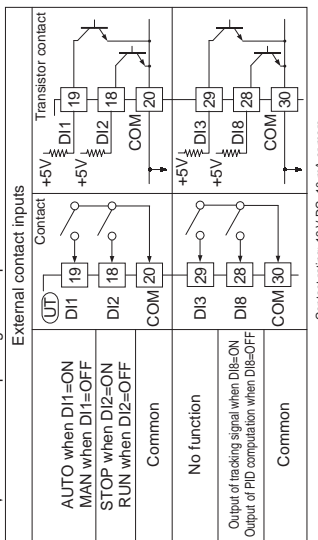 External contact inputs
Contact
Transistor contact
AUTO when DI1=ON
MAN when DI1=OFF
STOP when DI2=ON
RUN when DI2=OFF
Common
UT
DI1
19
DI2
18
COM
20
+5V
DI1
19
+5V
DI2
18
COM
20
No function
Output of tracking signal when DI8=ON
Output of PID computation when DI8=OFF
Common
DI3
29
DI8
28
COM
30
+5V
DI3
29
+5V
DI8
28
COM
30